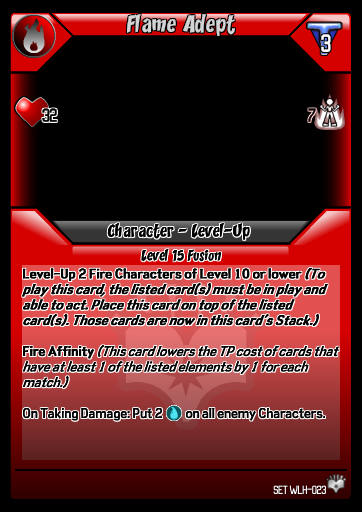 Flame Adept
3
32
7
Character - Level-Up
Level 15 Fusion
Level-Up 2 Fire Characters of Level 10 or lower (To
play this card, the listed card(s) must be in play and
able to act. Place this card on top of the listed
card(s). Those cards are now in this card's Stack.)
Fire Affinity (This card lowers the TP cost of cards that
have at least 1 of the listed elements by 1 for each
match.)
On Taking Damage: Put 2 on all enemy Characters.
SET WLH-023